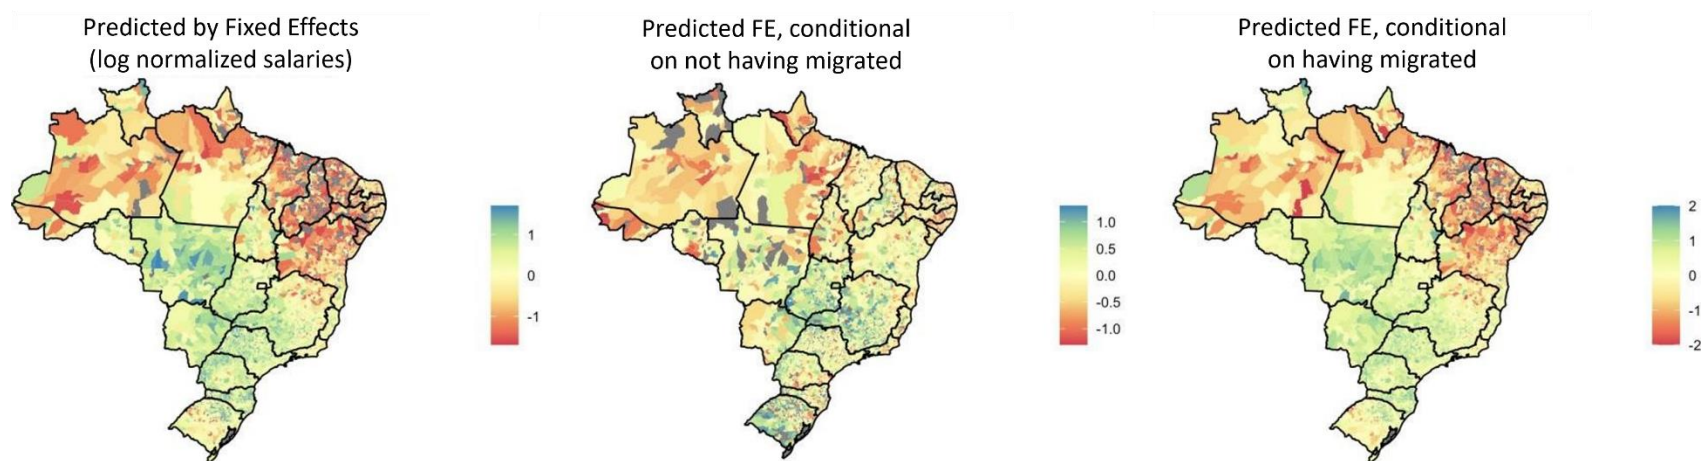 Predicted by Fixed Effects
(log normalized salaries)
1
0
-1
Predicted FE, conditional
on not having migrated
1.0
0.5
0.0
-0.5
-1.0
Predicted FE, conditional
on having migrated
2
1
0
-1
-2